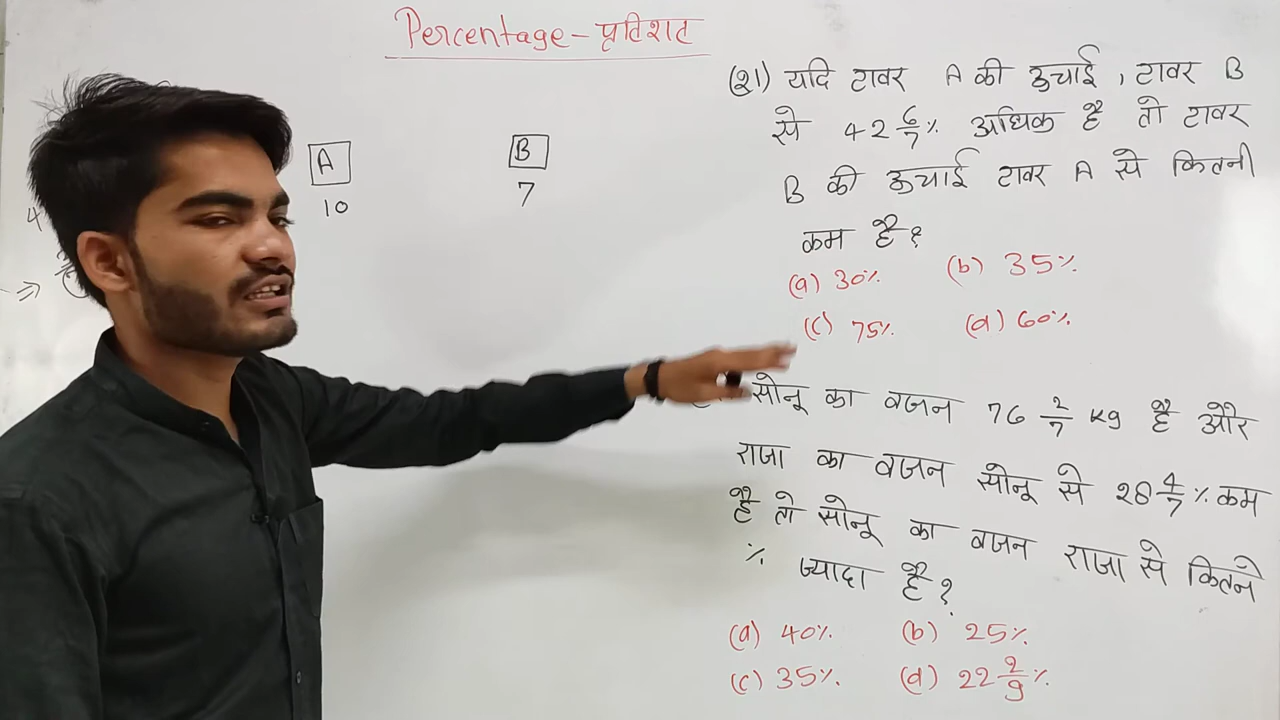 Percentage - प्रतिशत
A
10
B
7
(21) यदि टावर A की ऊचाई, टावर B
से 42 6/7 % अधिक है तो टावर
B की ऊचाई टावर A से कितनी
कम है?
(a) 30% (b) 35%
(c) 75% (d) 60%
सोनू का वजन 76 2/7 kg है और
राजा का वजन सोनू से 28 4/7 % कम
है तो सोनू का वजन राजा से कितने
% ज्यादा है?
(a) 40% (b) 25%
(c) 35% (d) 22 2/9 %